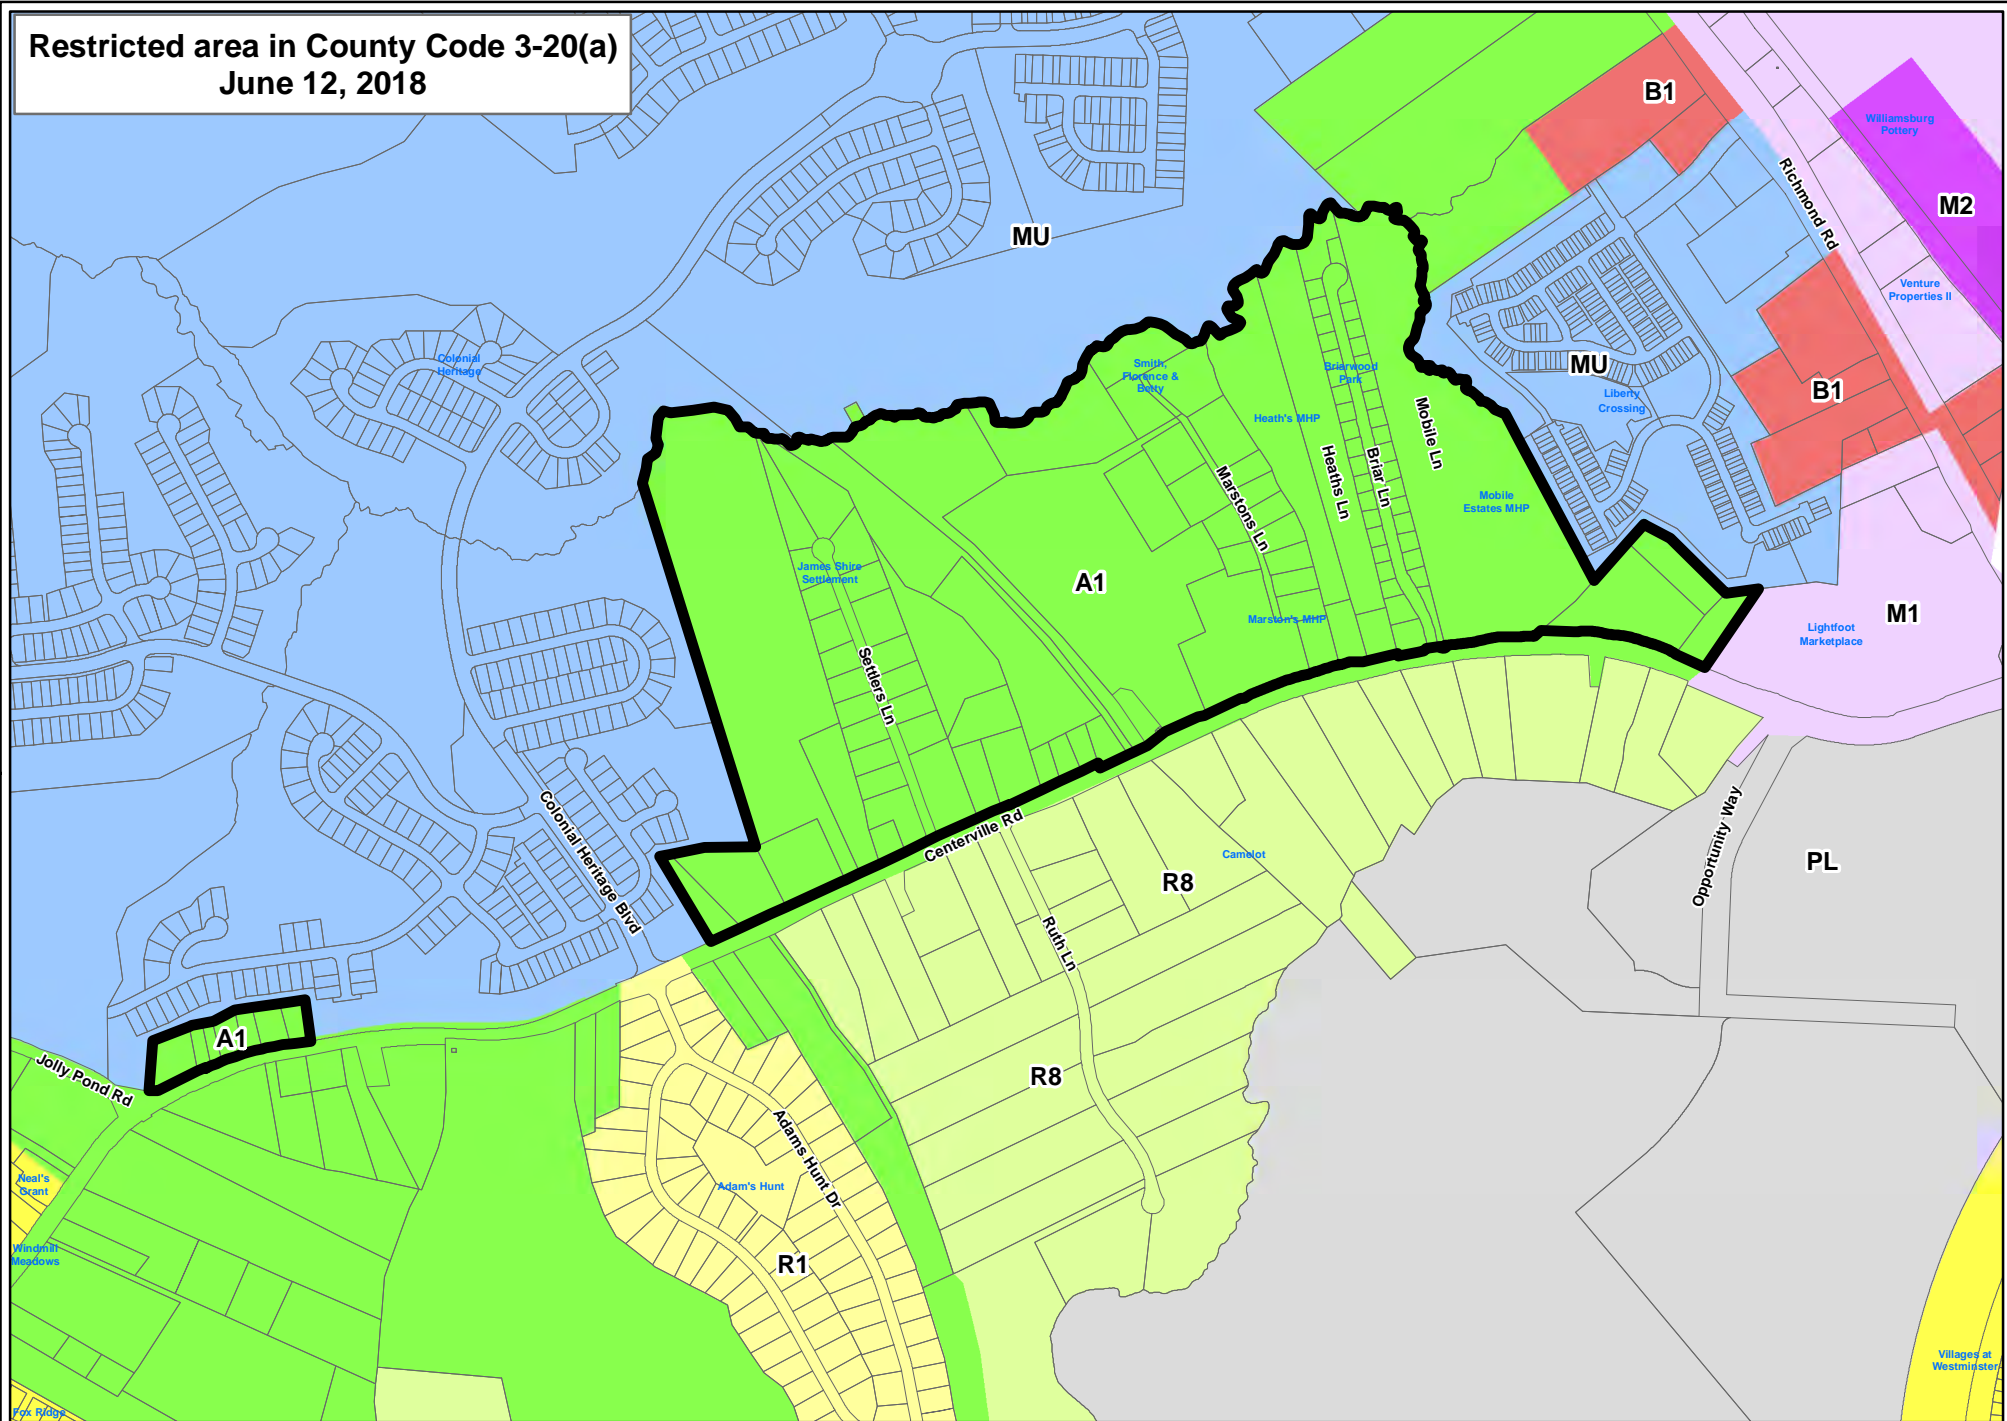 Restricted area in County Code 3-20(a)
June 12, 2018
B1
Williamsburg
Pottery
Richmond Rd
M2
MU
Venture
Properties II
Colonial
Heritage
Smith,
Florence &
Betty
Briarwood
Park
MU
Liberty
Crossing
B1
Heath's MHP
Mobile Ln
Marstons Ln
Heaths Ln
Briar Ln
Mobile
Estates MHP
James Shire
Settlement
A1
Marston's MHP
M1
Lightfoot
Marketplace
Settlers Ln
Colonial Heritage Blvd
Centerville Rd
Camelot
R8
Opportunity Way
PL
Ruth Ln
A1
Jolly Pond Rd
R8
Adams Hunt Dr
Neal's
Grant
Adam's Hunt
Windmill
Meadows
R1
Villages at
Westminster
Fox Ridge